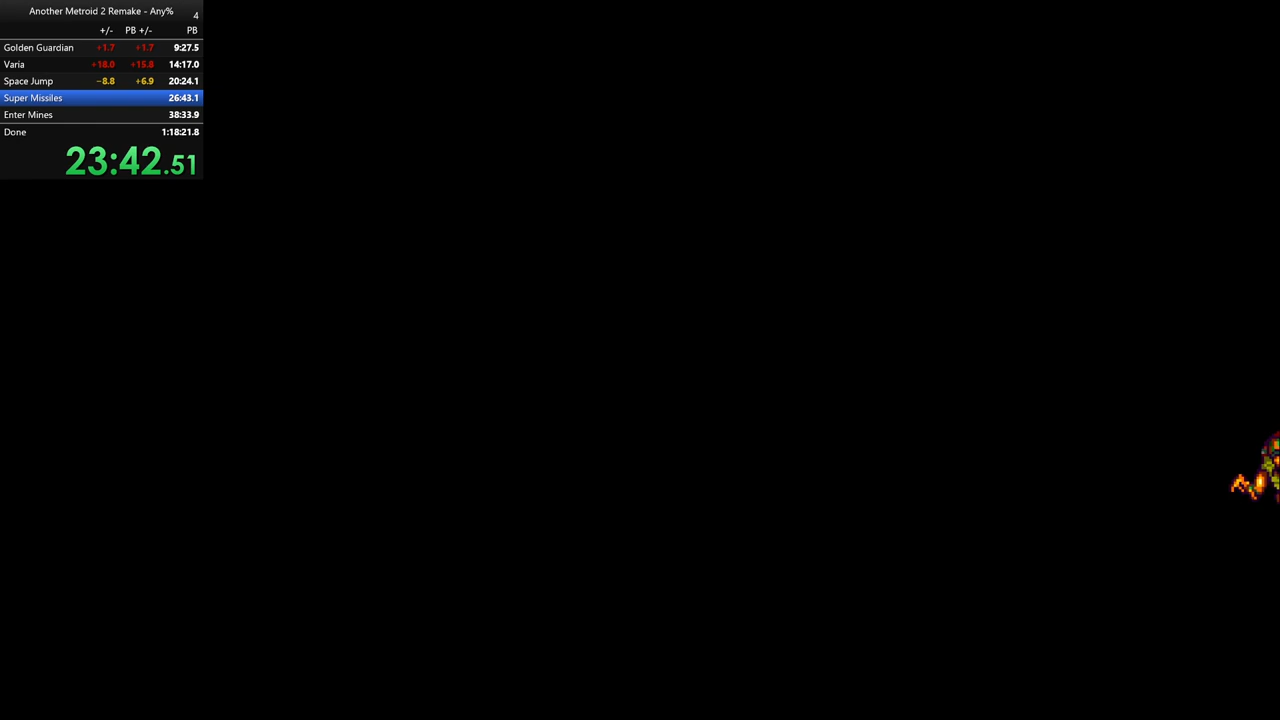 Another Metroid 2 Remake - Any%
4
+/- PB +/- PB
Golden Guardian +1.7 +1.7 9:27.5
Varia +18.0 +15.8 14:17.0
Space Jump −8.8 +6.9 20:24.1
Super Missiles 26:43.1
Enter Mines 38:33.9
Done 1:18:21.8
23:42.51